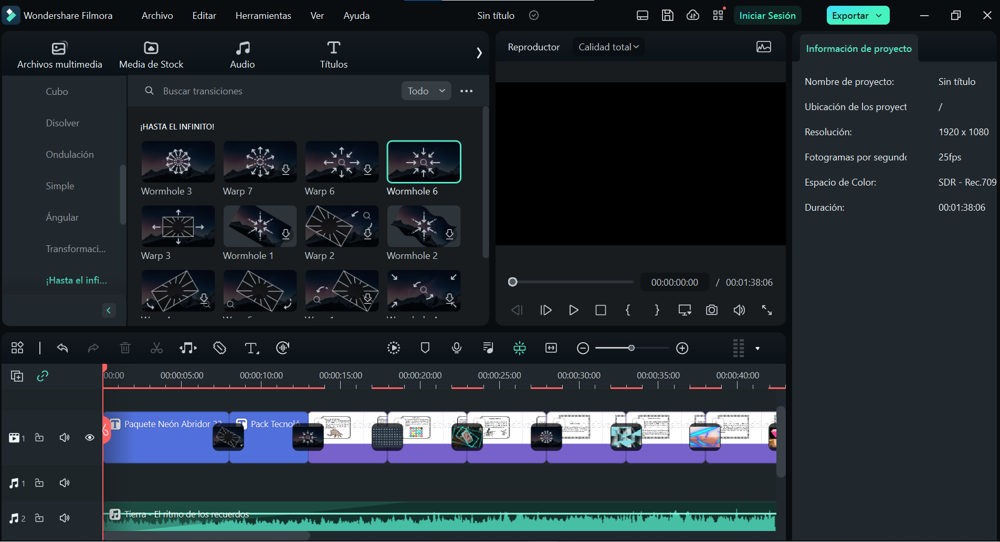 Wondershare Filmora Archivo Editar Herramientas Ver Ayuda Sin título Iniciar Sesión Exportar
Archivos multimedia Media de Stock Audio Títulos
Reproductor Calidad total
Información de proyecto
Cubo
Disolver
Ondulación
Simple
Ángular
Transformaci...
¡Hasta el infi...
Buscar transiciones Todo
¡HASTA EL INFINITO!
Wormhole 3 Warp 7 Warp 6 Wormhole 6
Warp 3 Wormhole 1 Warp 2 Wormhole 2
00:00:00:00 / 00:01:38:06
Nombre de proyecto: Sin título
Ubicación de los proyect /
Resolución: 1920 x 1080
Fotogramas por segundo 25fps
Espacio de Color: SDR - Rec.709
Duración: 00:01:38:06
00:00 00:00:05:00 00:00:10:00 00:00:15:00 00:00:20:00 00:00:25:00 00:00:30:00 00:00:35:00 00:00:40:00
1 Paquete Neón Abridor Pack Tecnoló
1
2 Tierra - El ritmo de los recuerdos